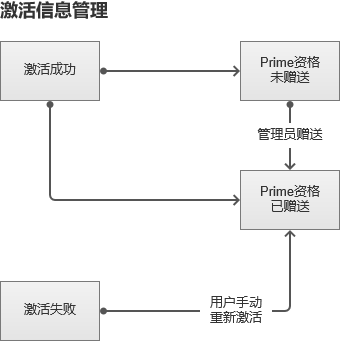 激活信息管理
激活成功
Prime资格
未赠送
管理员赠送
Prime资格
已赠送
激活失败
用户手动
重新激活